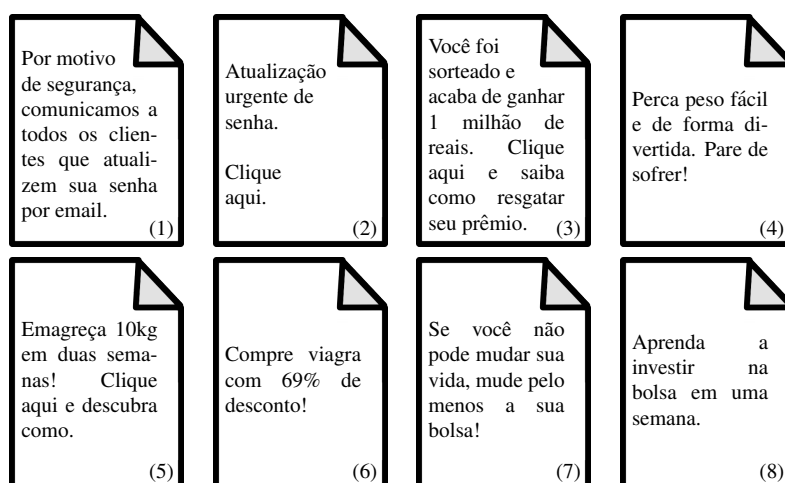 Por motivo
de segurança,
comunicamos a
todos os clien-
tes que atuali-
zem sua senha
por email.
(1)
Atualização
urgente de
senha.
Clique
aqui.
(2)
Você foi
sorteado e
acaba de ganhar
1 milhão de
reais. Clique
aqui e saiba
como resgatar
seu prêmio.
(3)
Perca peso fácil
e de forma di-
vertida. Pare de
sofrer!
(4)
Emagreça 10kg
em duas sema-
nas! Clique
aqui e descubra
como.
(5)
Compre viagra
com 69% de
desconto!
(6)
Se você não
pode mudar sua
vida, mude pelo
menos a sua
bolsa!
(7)
Aprenda a
investir na
bolsa em uma
semana.
(8)